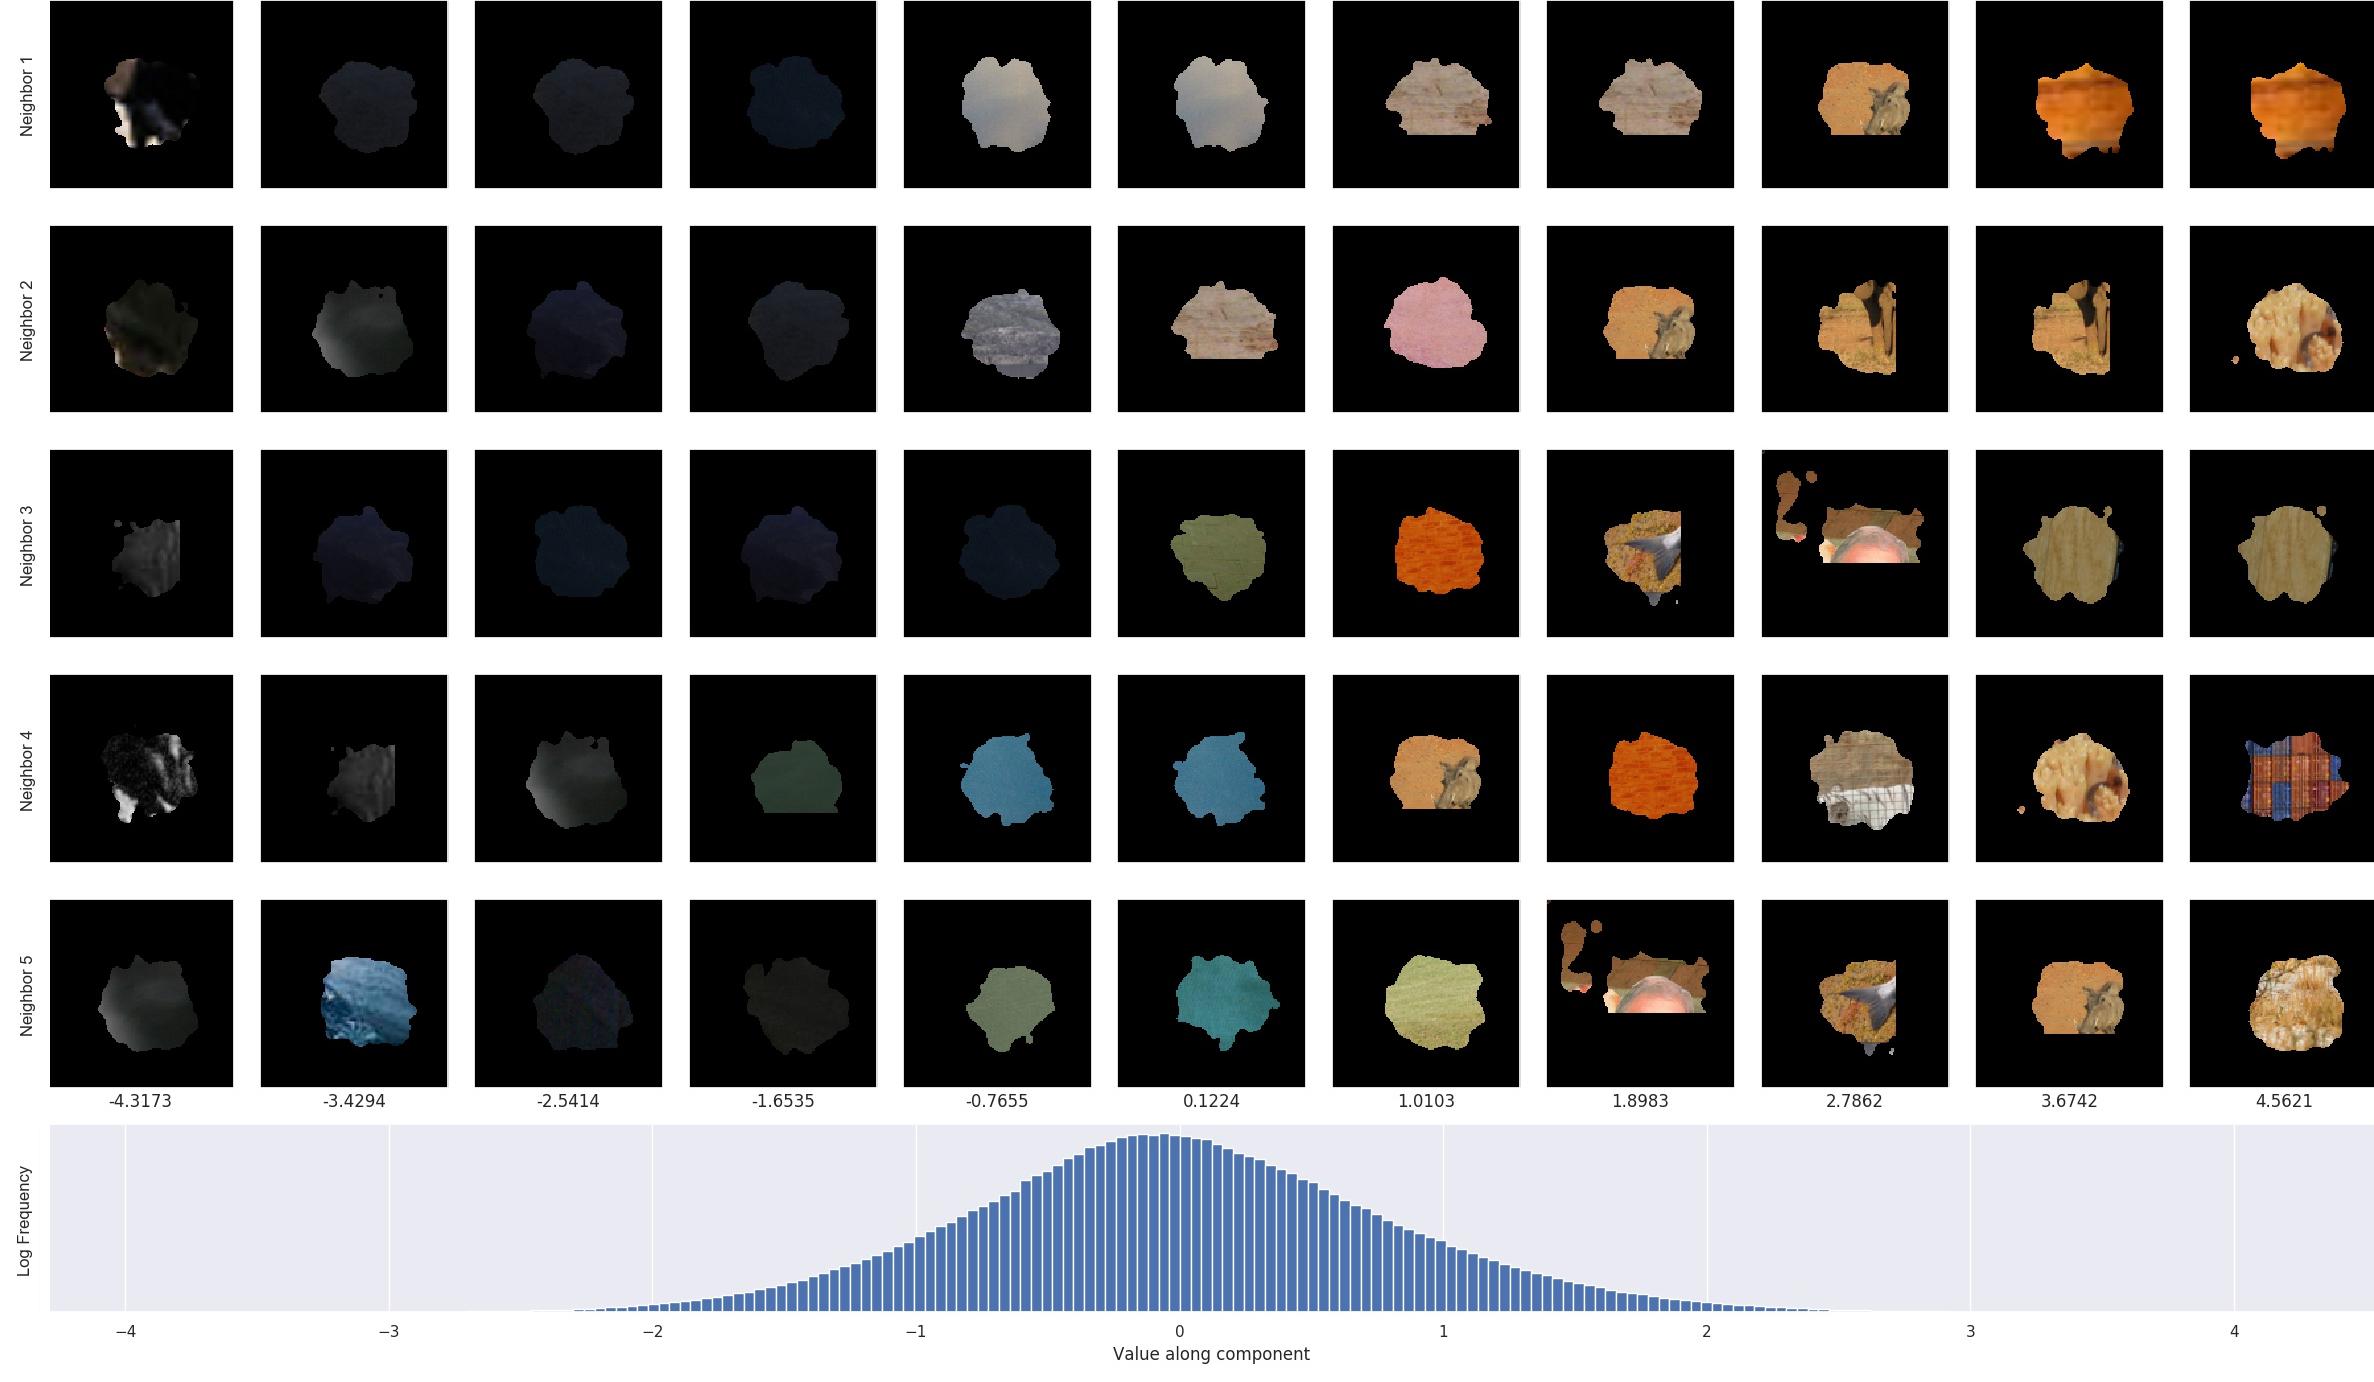 Neighbor 1
Neighbor 2
Neighbor 3
Neighbor 4
Neighbor 5
-4.3173 -3.4294 -2.5414 -1.6535 -0.7655 0.1224 1.0103 1.8983 2.7862 3.6742 4.5621
Log Frequency
−4 −3 −2 −1 0 1 2 3 4
Value along component